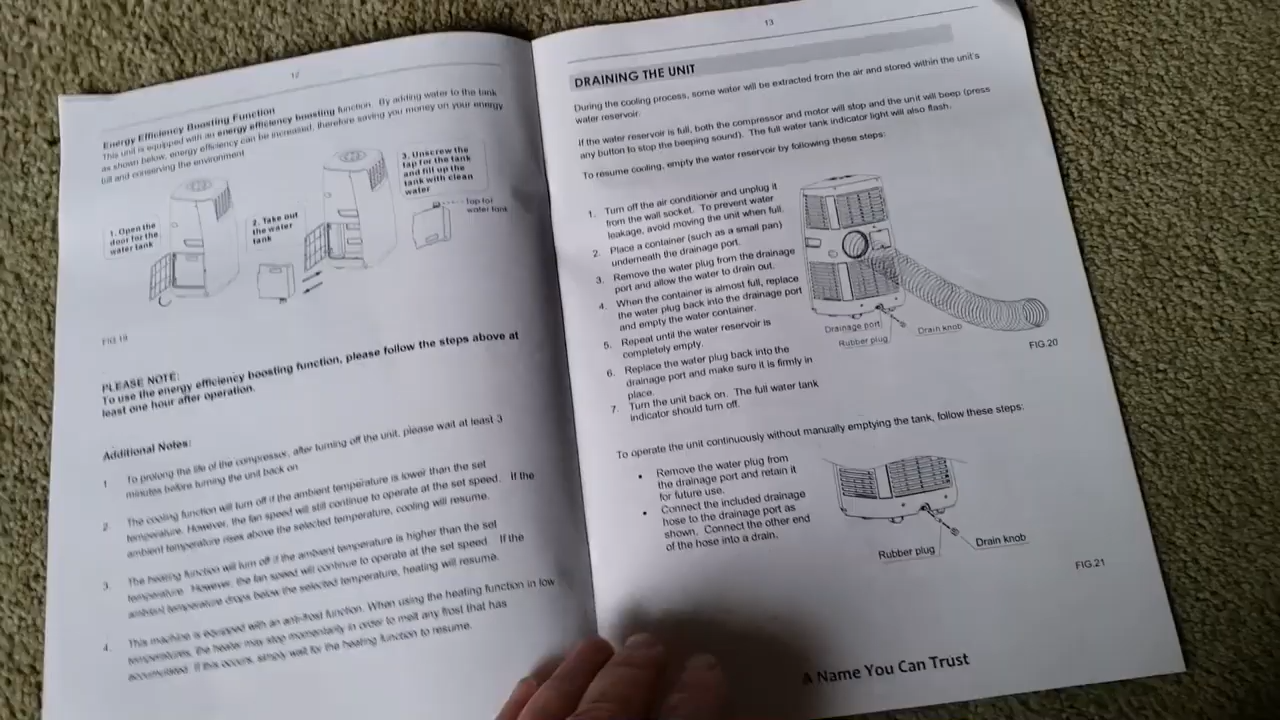 12
Energy Efficiency Boosting Function
This unit is equipped with an energy efficiency boosting function. By adding water to the tank
as shown below, energy efficiency can be increased, therefore saving you money on your energy
bill and conserving the environment
1. Open the
door for the
water tank
2. Take out
the water
tank
3. Unscrew the
tap for the tank
and fill up the
tank with clean
water
Tap for
water tank
FIG.19
PLEASE NOTE:
To use the energy efficiency boosting function, please follow the steps above at
least one hour after operation.
Additional Notes:
1 To prolong the life of the compressor, after turning off the unit, please wait at least 3
minutes before turning the unit back on
2. The cooling function will turn off if the ambient temperature is lower than the set
temperature. However, the fan speed will still continue to operate at the set speed. If the
ambient temperature rises above the selected temperature, cooling will resume.
3. The heating function will turn off if the ambient temperature is higher than the set
temperature. However, the fan speed will continue to operate at the set speed If the
ambient temperature drops below the selected temperature, heating will resume.
4. This machine is equipped with an anti-frost function. When using the heating function in low
temperatures, the heater may stop momentarily in order to melt any frost that has
accumulated. If this occurs, simply wait for the heating function to resume.
13
DRAINING THE UNIT
During the cooling process, some water will be extracted from the air and stored within the unit's
water reservoir.
If the water reservoir is full, both the compressor and motor will stop and the unit will beep (press
any button to stop the beeping sound). The full water tank indicator light will also flash.
To resume cooling, empty the water reservoir by following these steps:
1. Turn off the air conditioner and unplug it
from the wall socket. To prevent water
leakage, avoid moving the unit when full.
2. Place a container (such as a small pan)
underneath the drainage port.
3. Remove the water plug from the drainage
port and allow the water to drain out.
4. When the container is almost full, replace
the water plug back into the drainage port
and empty the water container.
5. Repeat until the water reservoir is
completely empty.
6. Replace the water plug back into the
drainage port and make sure it is firmly in
place.
7. Turn the unit back on. The full water tank
indicator should turn off.
Drainage port
Rubber plug
Drain knob
FIG.20
To operate the unit continuously without manually emptying the tank, follow these steps:
• Remove the water plug from
the drainage port and retain it
for future use.
• Connect the included drainage
hose to the drainage port as
shown. Connect the other end
of the hose into a drain.
Rubber plug
Drain knob
FIG.21
A Name You Can Trust